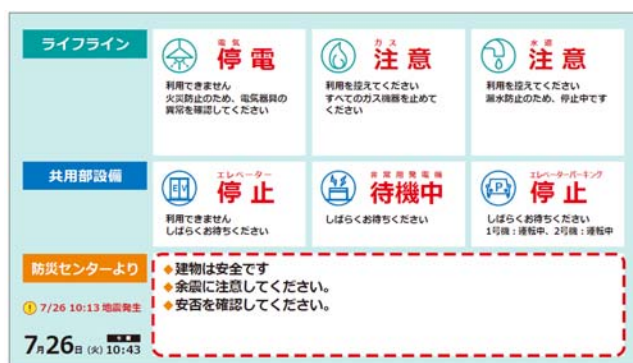 ライフライン
電気
停電
利用できません
火災防止のため、電気器具の
異常を確認してください
ガス
注意
利用を控えてください
すべてのガス機器を止めて
ください
水道
注意
利用を控えてください
漏水防止のため、停止中です
共用部設備
EV
エレベーター
停止
利用できません
しばらくお待ちください
非常用発電機
待機中
しばらくお待ちください
P
エレベーターパーキング
停止
しばらくお待ちください
1号機：運転中、2号機：運転中
防災センターより
7/26 10:13 地震発生
7月26日 (火) 10:43
◆建物は安全です
◆余震に注意してください。
◆安否を確認してください。